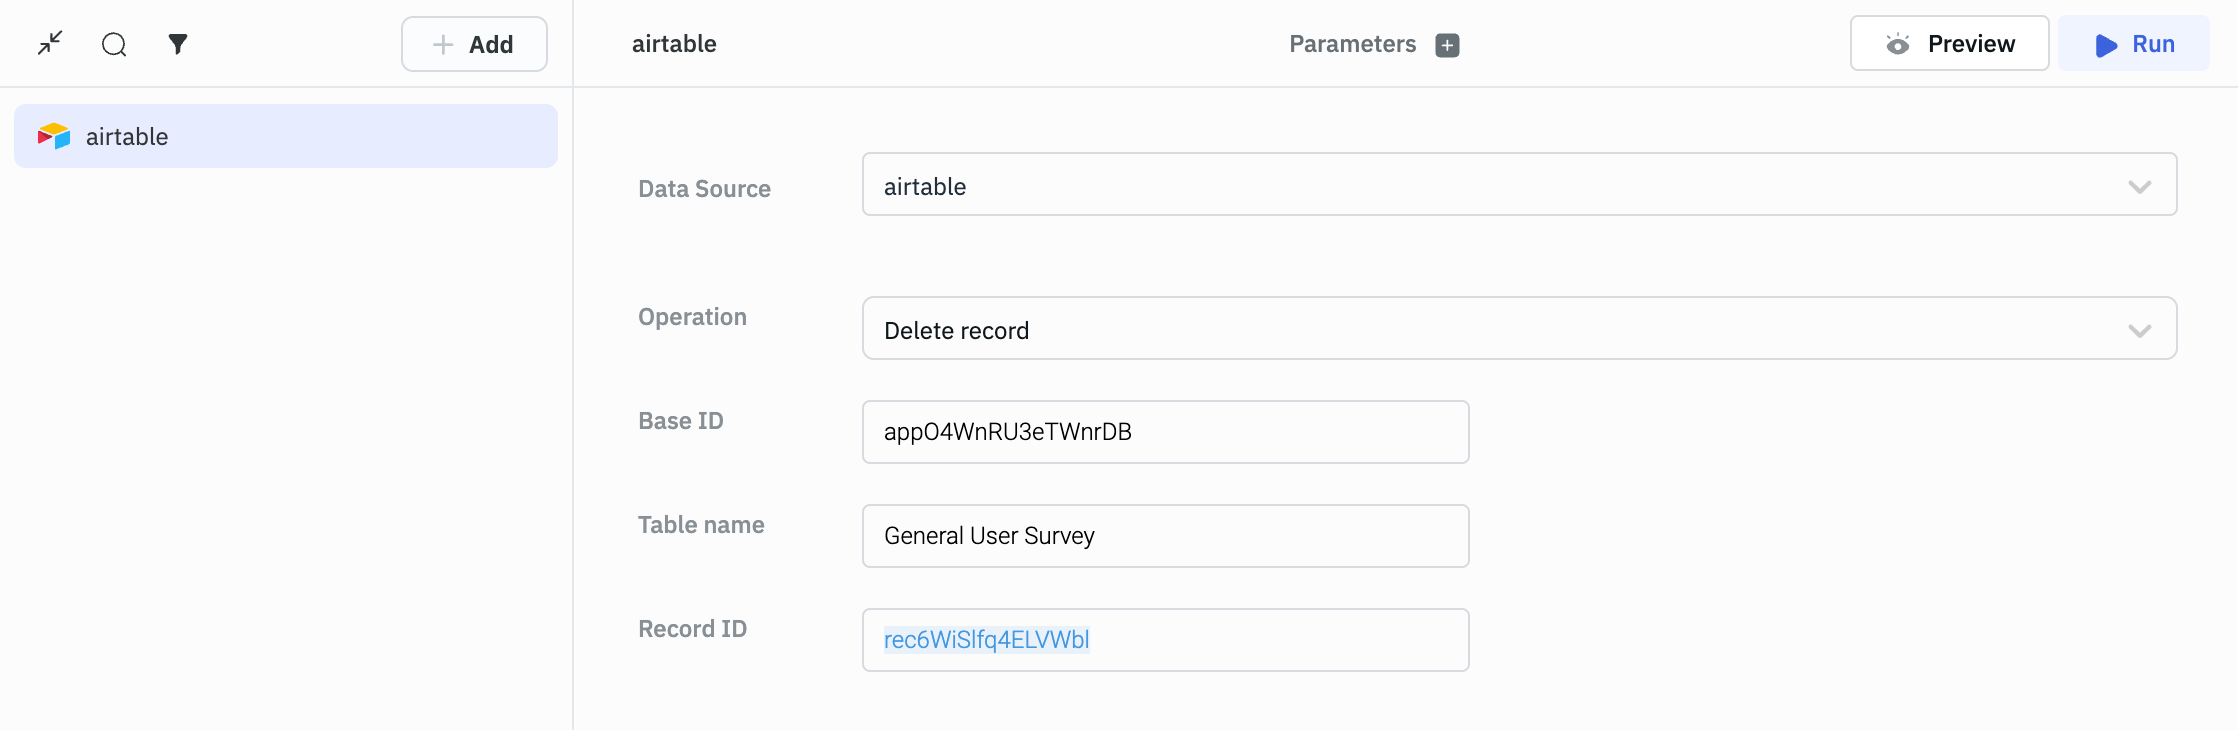 Add
airtable
Parameters
Preview
Run
airtable
Data Source
airtable
Operation
Delete record
Base ID
appO4WnRU3eTWnrDB
Table name
General User Survey
Record ID
rec6WiSlfq4ELVWbl